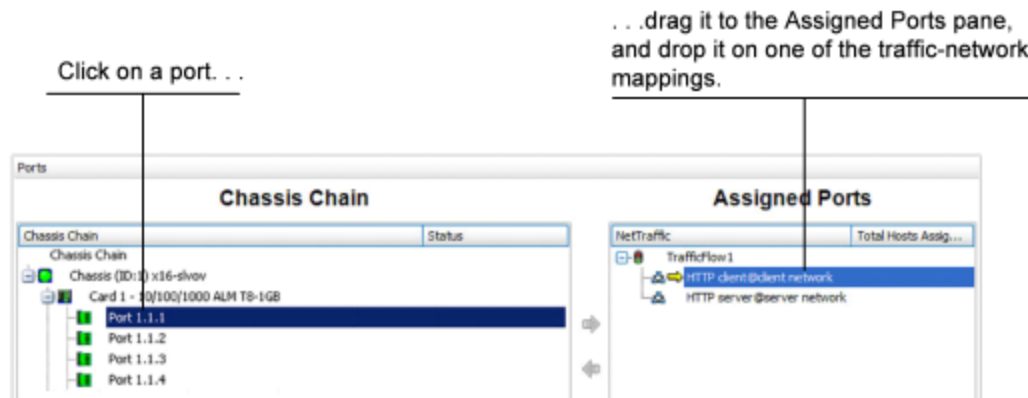 . . .drag it to the Assigned Ports pane,
and drop it on one of the traffic-network
mappings.
Click on a port. . .
Ports
Chassis Chain
Assigned Ports
Chassis Chain Status
NetTraffic Total Hosts Assig...
Chassis Chain
TrafficFlow1
Chassis (ID:1) x16-slvov
HTTP client@client network
Card 1 - 10/100/1000 ALM T8-1GB
HTTP server@server network
Port 1.1.1
Port 1.1.2
Port 1.1.3
Port 1.1.4